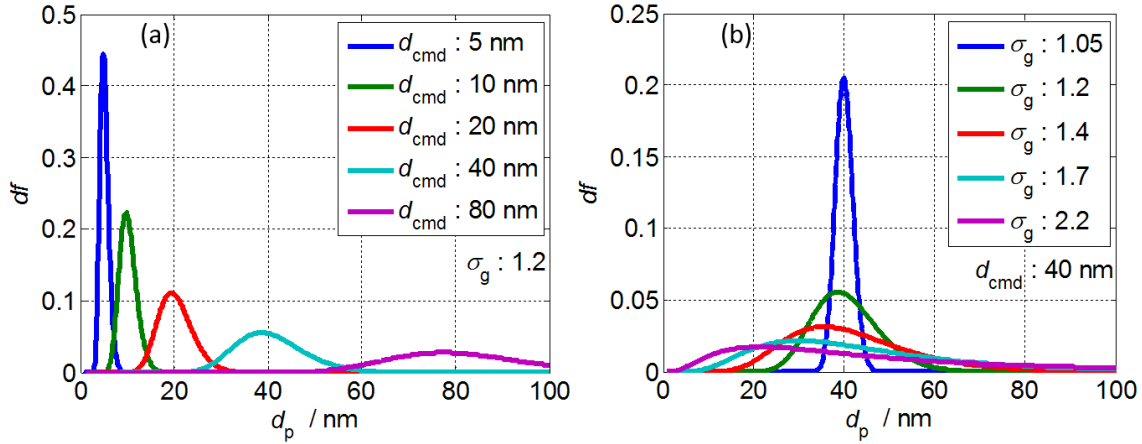 (a)
d_cmd : 5 nm
d_cmd : 10 nm
d_cmd : 20 nm
d_cmd : 40 nm
d_cmd : 80 nm
σ_g : 1.2
0.5
0.4
0.3
0.2
0.1
0
df
0 20 40 60 80 100
d_p / nm
(b)
σ_g : 1.05
σ_g : 1.2
σ_g : 1.4
σ_g : 1.7
σ_g : 2.2
d_cmd : 40 nm
0.25
0.20
0.15
0.10
0.05
0
df
0 20 40 60 80 100
d_p / nm